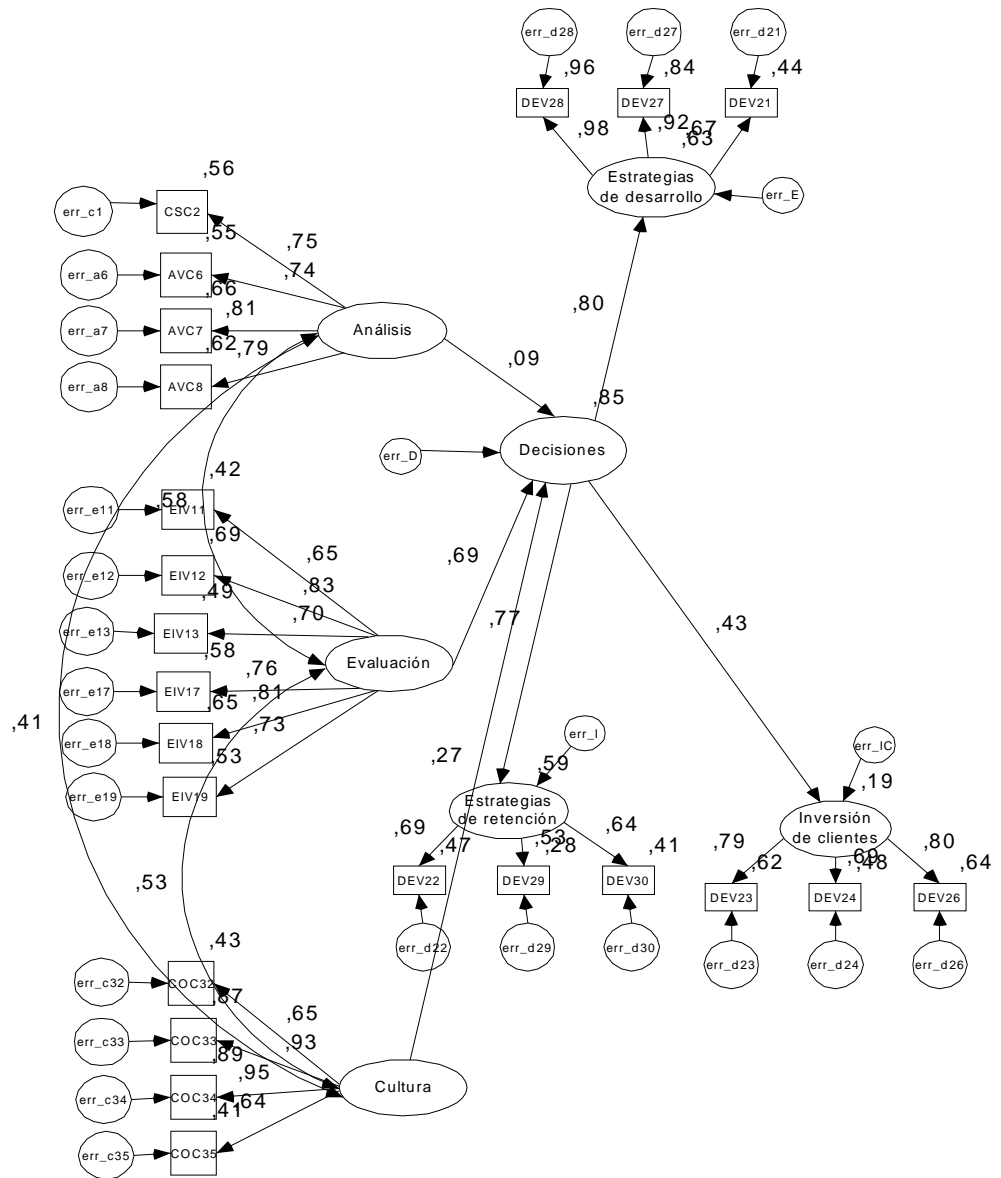 err_d28
err_d27
err_d21
,96
,84
,44
DEV28
DEV27
DEV21
,98
,92
,67
,63
Estrategias
de desarrollo
err_E
,56
err_c1
CSC2
,55
,75
err_a6
AVC6
,74
,66
,81
err_a7
AVC7
Análisis
,62
,79
err_a8
AVC8
,80
,09
,85
Decisiones
err_D
,42
,58
err_e11
EIV11
,69
,65
,69
err_e12
EIV12
,83
,49
,70
err_e13
EIV13
,58
Evaluación
,77
,43
err_e17
EIV17
,76
,81
,65
,41
err_e18
EIV18
,73
,53
err_e19
EIV19
,27
err_I
,59
err_IC
,19
Estrategias
de retención
Inversión
de clientes
,69
,47
,53
,28
,64
,41
,79
,62
,69
,48
,80
,64
DEV22
DEV29
DEV30
DEV23
DEV24
DEV26
,53
err_d22
err_d29
err_d30
err_d23
err_d24
err_d26
,43
err_c32
COC32
,87
,65
err_c33
COC33
,93
,89
,95
err_c34
COC34
Cultura
,41
,64
err_c35
COC35